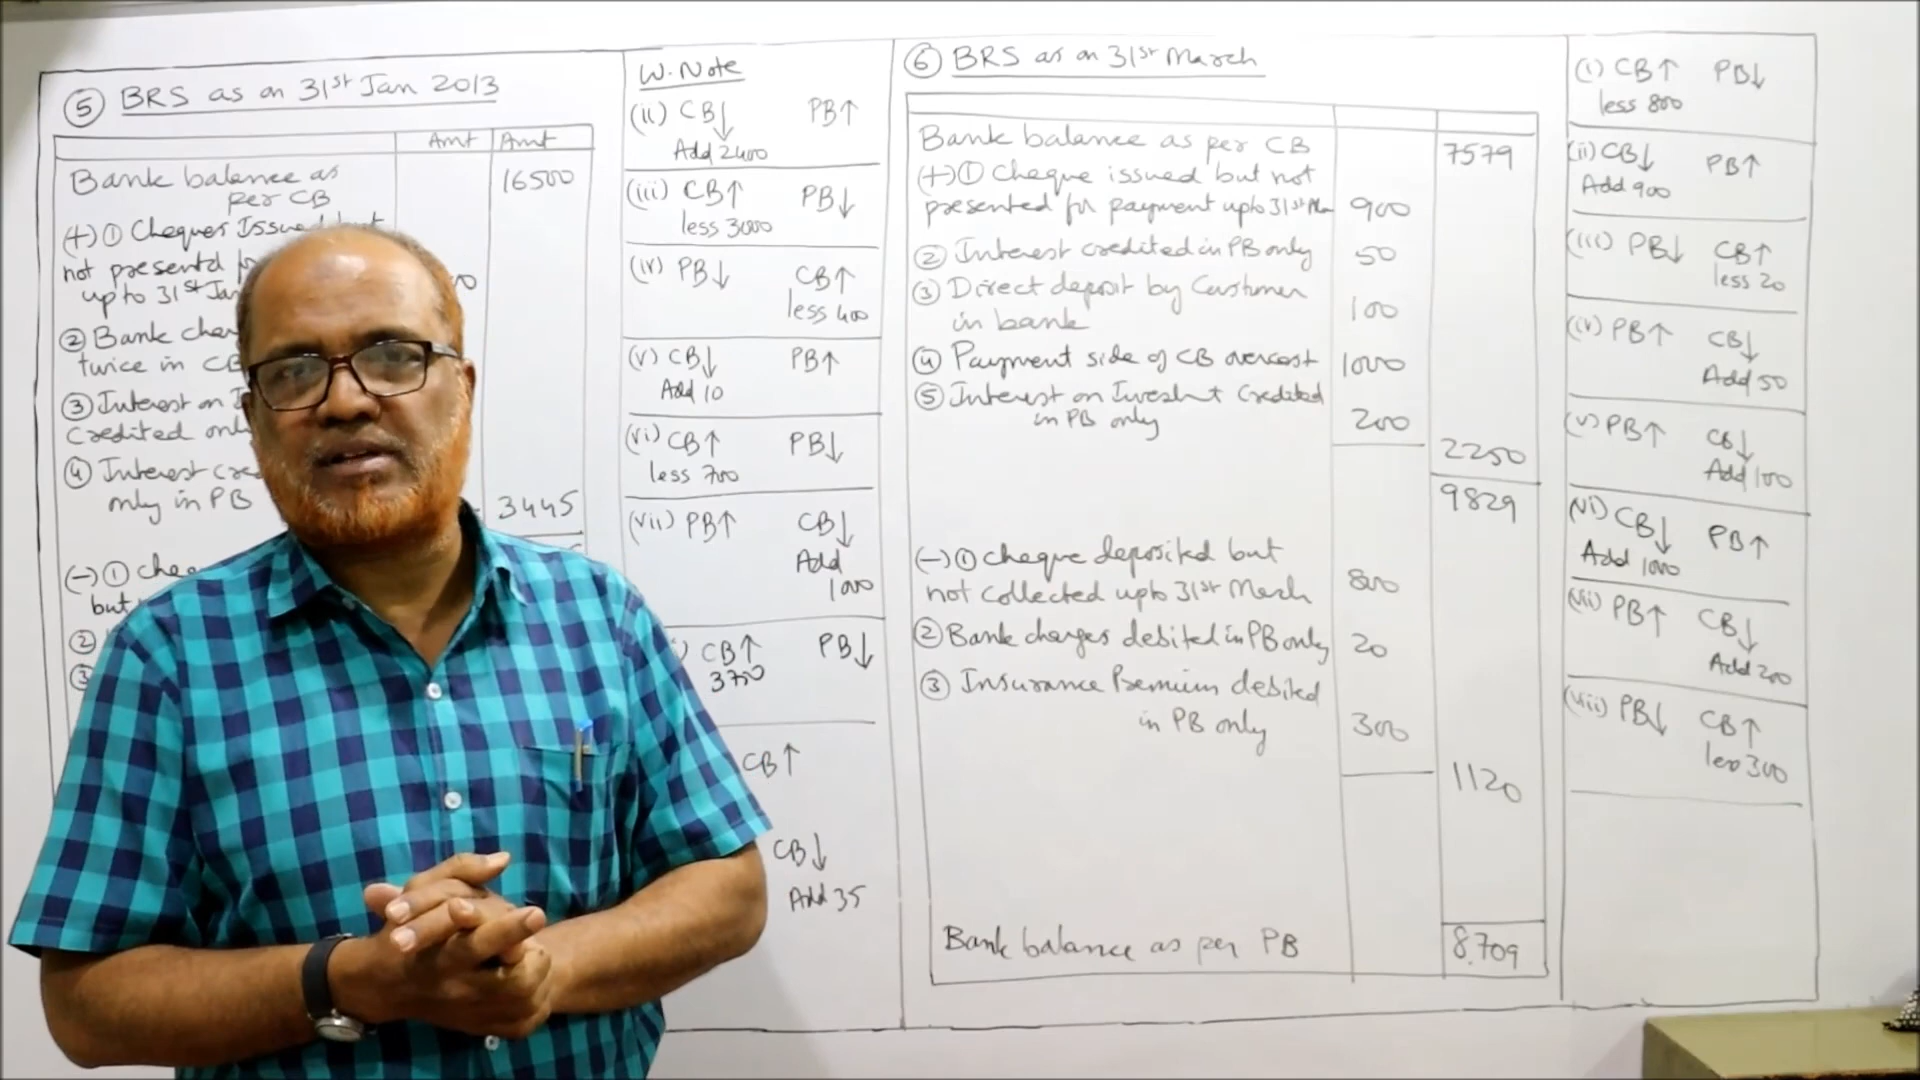 ⑤ BRS as on 31st Jan 2013
Amt Amt
Bank balance as
per CB 16500
(+) ① Cheques Issued but
not presentd
upto 31st Jan
② Bank
twice in CB
③ Interest on
Credited only
④ Interest
only in PB
3445
(-) ①
but
②
③
W. Note
(ii) CB↓ PB↑
Add 2400
(iii) CB↑ PB↓
less 3000
(iv) PB↓ CB↑
less 400
(v) CB↓ PB↑
Add 10
(vi) CB↑ PB↓
less 700
(vii) PB↑ CB↓
Add
1000
CB↑ PB↓
3750
CB↑
CB↓
Add 35
⑥ BRS as on 31st March
Bank balance as per CB 7579
(+) ① Cheque issued but not
presented for payment upto 31st Ma 900
② Interest credited in PB only 50
③ Direct deposit by Customer
in bank 100
④ Payment side of CB overcast 1000
⑤ Interest on Investmt Credited
in PB only 200
2250
9829
(-) ① Cheque deposited but
not collected upto 31st March 800
② Bank charges debited in PB only 20
③ Insurance Premium debited
in PB only 300
1120
Bank balance as per PB 8709
(i) CB↑ PB↓
less 800
(ii) CB↓ PB↑
Add 900
(iii) PB↓ CB↑
less 20
(iv) PB↑ CB↓
Add 50
(v) PB↑ CB↓
Add 100
(vi) CB↓ PB↑
Add 1000
(vii) PB↑ CB↓
Add 200
(viii) PB↓ CB↑
less 300